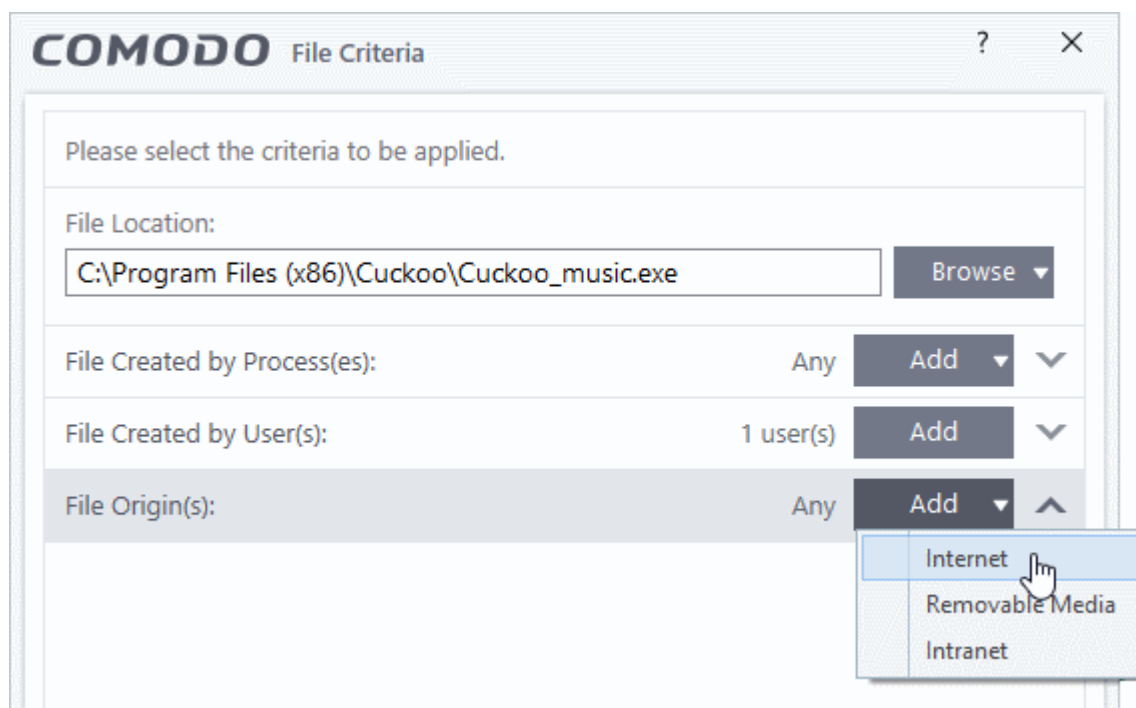 COMODO File Criteria ?
Please select the criteria to be applied.
File Location:
C:\Program Files (x86)\Cuckoo\Cuckoo_music.exe Browse
File Created by Process(es): Any Add
File Created by User(s): 1 user(s) Add
File Origin(s): Any Add
Internet
Removable Media
Intranet